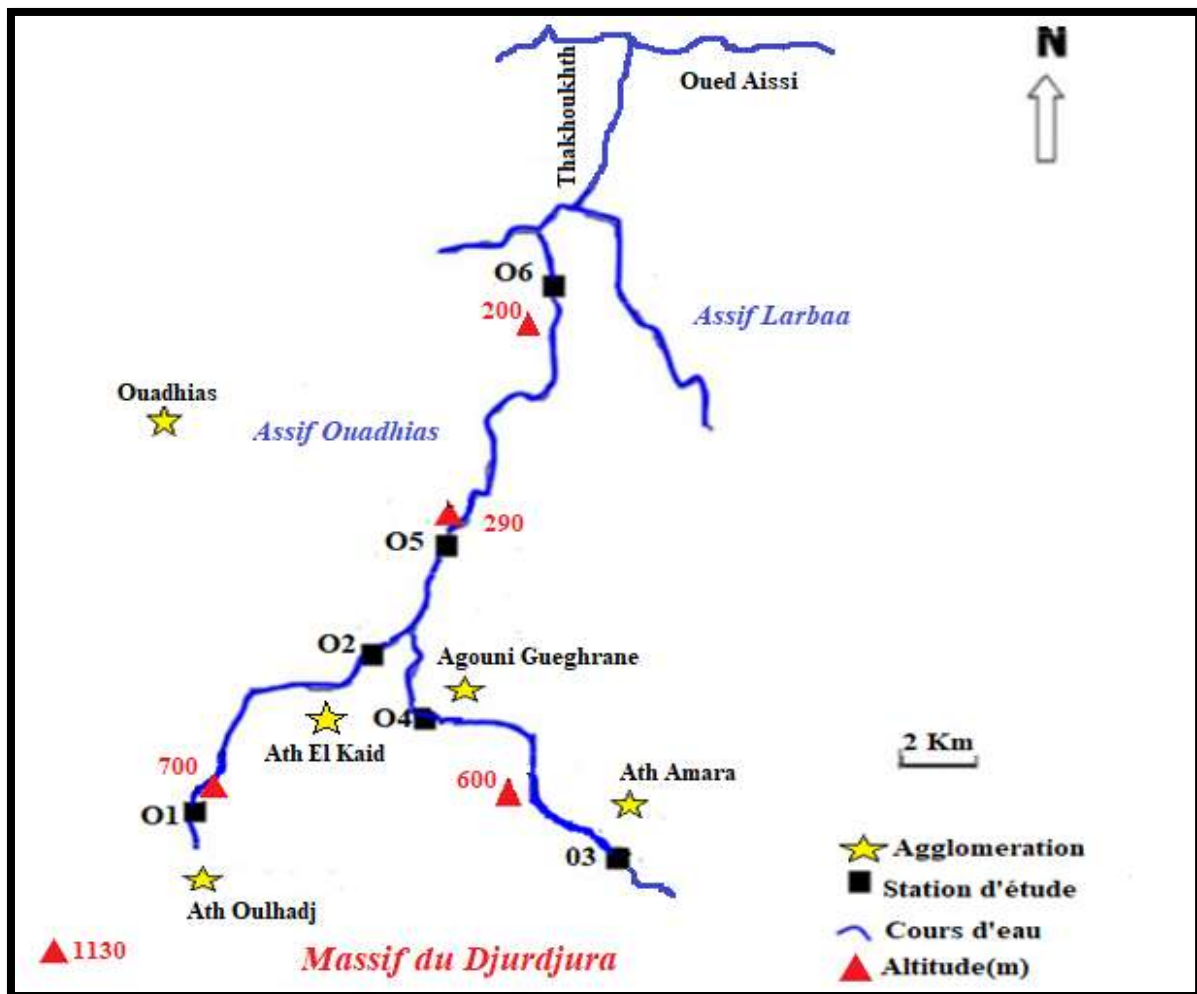 N
Oued Aissi
Thakhoukhth
O6
200
Assif Larbaa
Ouadhias
Assif Ouadhias
290
O5
O2
Agouni Gueghrane
O4
Ath El Kaid
2 Km
700
600
Ath Amara
O1
03
Agglomeration
Station d'étude
Ath Oulhadj
Cours d'eau
1130
Massif du Djurdjura
Altitude(m)